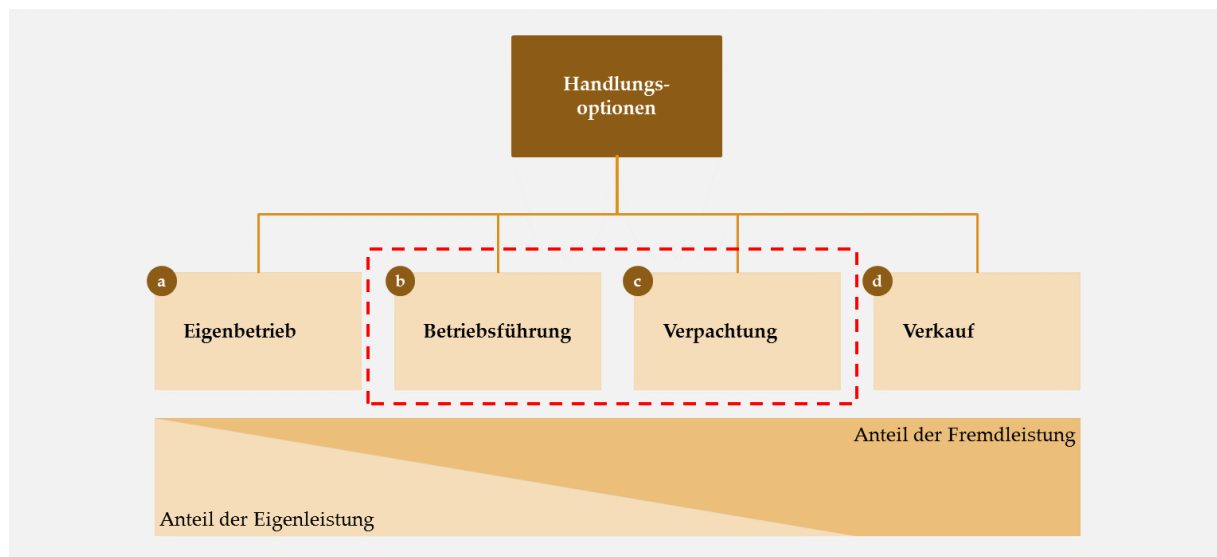 Handlungs-
optionen
a
b
c
d
Eigenbetrieb
Betriebsführung
Verpachtung
Verkauf
Anteil der Fremdleistung
Anteil der Eigenleistung